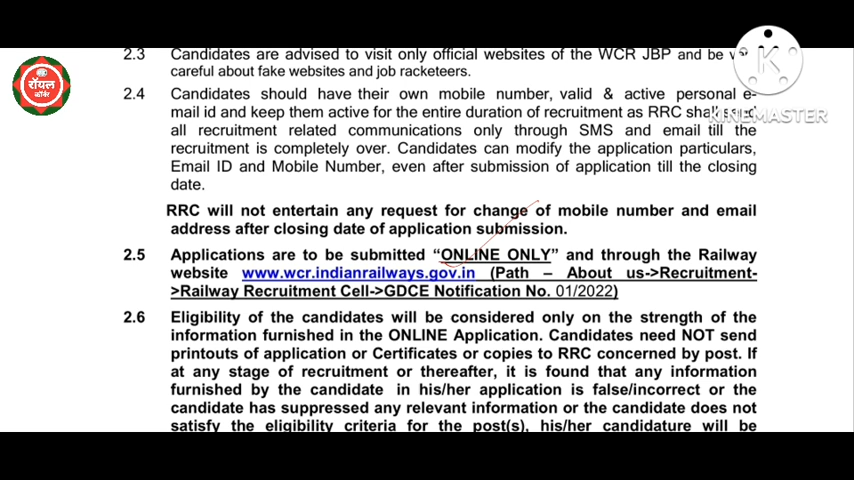 2.3 Candidates are advised to visit only official websites of the WCR JBP and be
careful about fake websites and job racketeers.
रॉयल
कॉर्नर
K
KINEMASTER
2.4 Candidates should have their own mobile number, valid & active personal e-
mail id and keep them active for the entire duration of recruitment as RRC shall send
all recruitment related communications only through SMS and email till the
recruitment is completely over. Candidates can modify the application particulars,
Email ID and Mobile Number, even after submission of application till the closing
date.
RRC will not entertain any request for change of mobile number and email
address after closing date of application submission.
2.5 Applications are to be submitted “ONLINE ONLY” and through the Railway
website www.wcr.indianrailways.gov.in (Path – About us->Recruitment-
>Railway Recruitment Cell->GDCE Notification No. 01/2022)
2.6 Eligibility of the candidates will be considered only on the strength of the
information furnished in the ONLINE Application. Candidates need NOT send
printouts of application or Certificates or copies to RRC concerned by post. If
at any stage of recruitment or thereafter, it is found that any information
furnished by the candidate in his/her application is false/incorrect or the
candidate has suppressed any relevant information or the candidate does not
satisfy the eligibility criteria for the post(s), his/her candidature will be